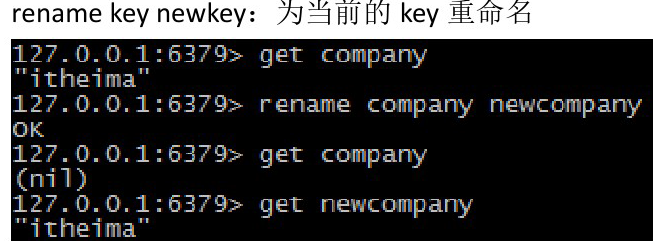 rename key newkey：为当前的 key 重命名
127.0.0.1:6379> get company
"itheima"
127.0.0.1:6379> rename company newcompany
OK
127.0.0.1:6379> get company
(nil)
127.0.0.1:6379> get newcompany
"itheima"